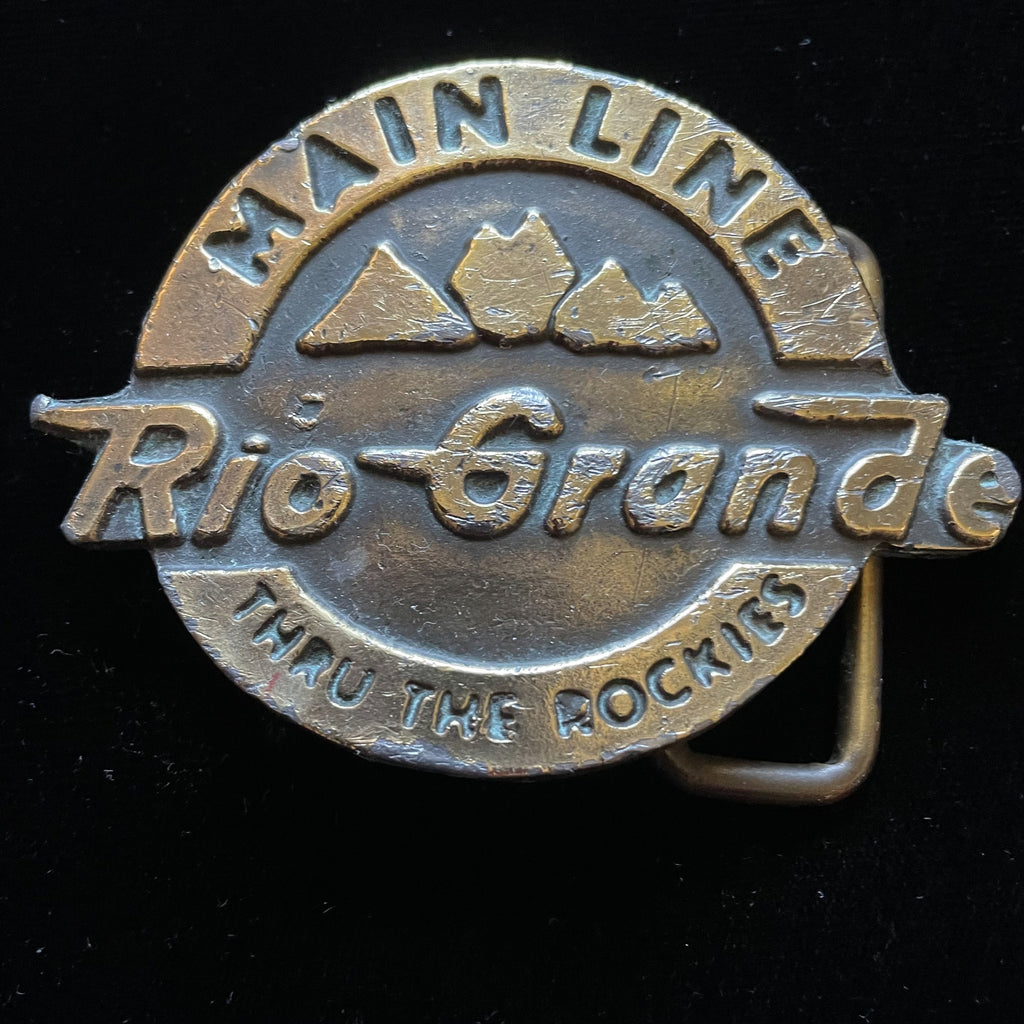 MAIN LINE
Rio Grande
THRU THE ROCKIES